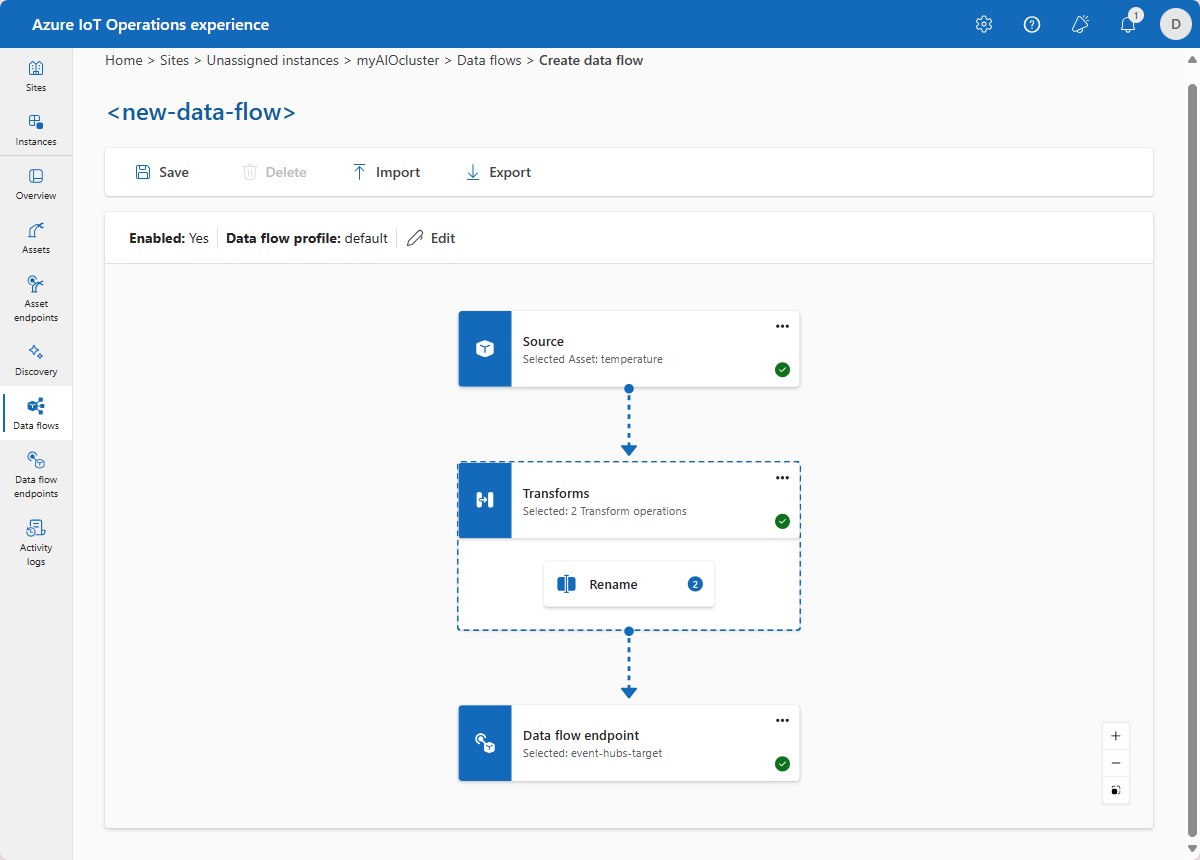 Azure IoT Operations experience
1
D
Home > Sites > Unassigned instances > myAIOcluster > Data flows > Create data flow
Sites
Instances
Overview
Assets
Asset
endpoints
Discovery
Data flows
Data flow
endpoints
Activity
logs
<new-data-flow>
Save
Delete
Import
Export
Enabled: Yes
Data flow profile: default
Edit
Source
Selected Asset: temperature
Transforms
Selected: 2 Transform operations
Rename
2
Data flow endpoint
Selected: event-hubs-target